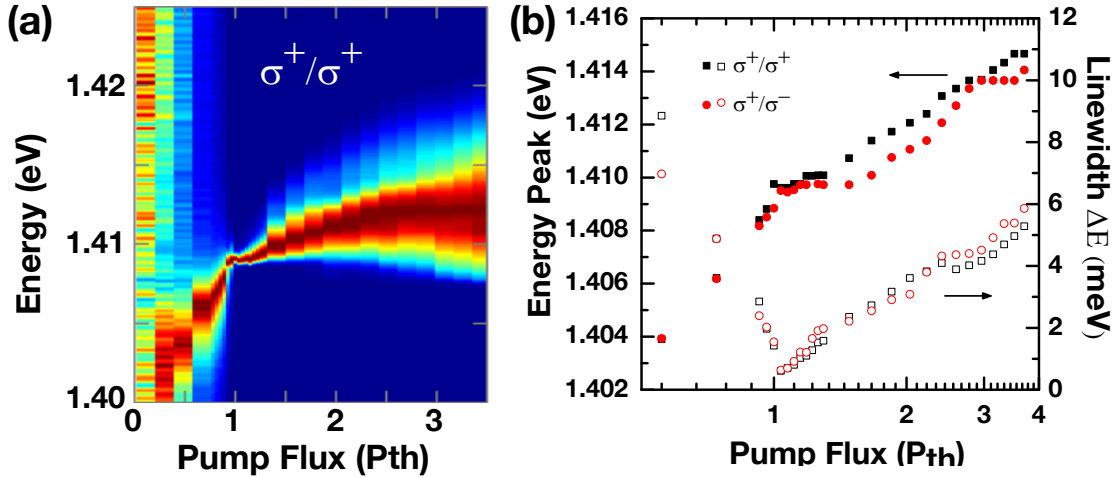 (a)
σ+/σ+
1.42
1.41
1.40
Energy (eV)
0
1
2
3
Pump Flux (Pth)
(b)
1.416
1.414
1.412
1.410
1.408
1.406
1.404
1.402
Energy Peak (eV)
σ+/σ+
σ+/σ−
12
10
8
6
4
2
0
Linewidth ΔE (meV)
1
2
3
4
Pump Flux (Pth)